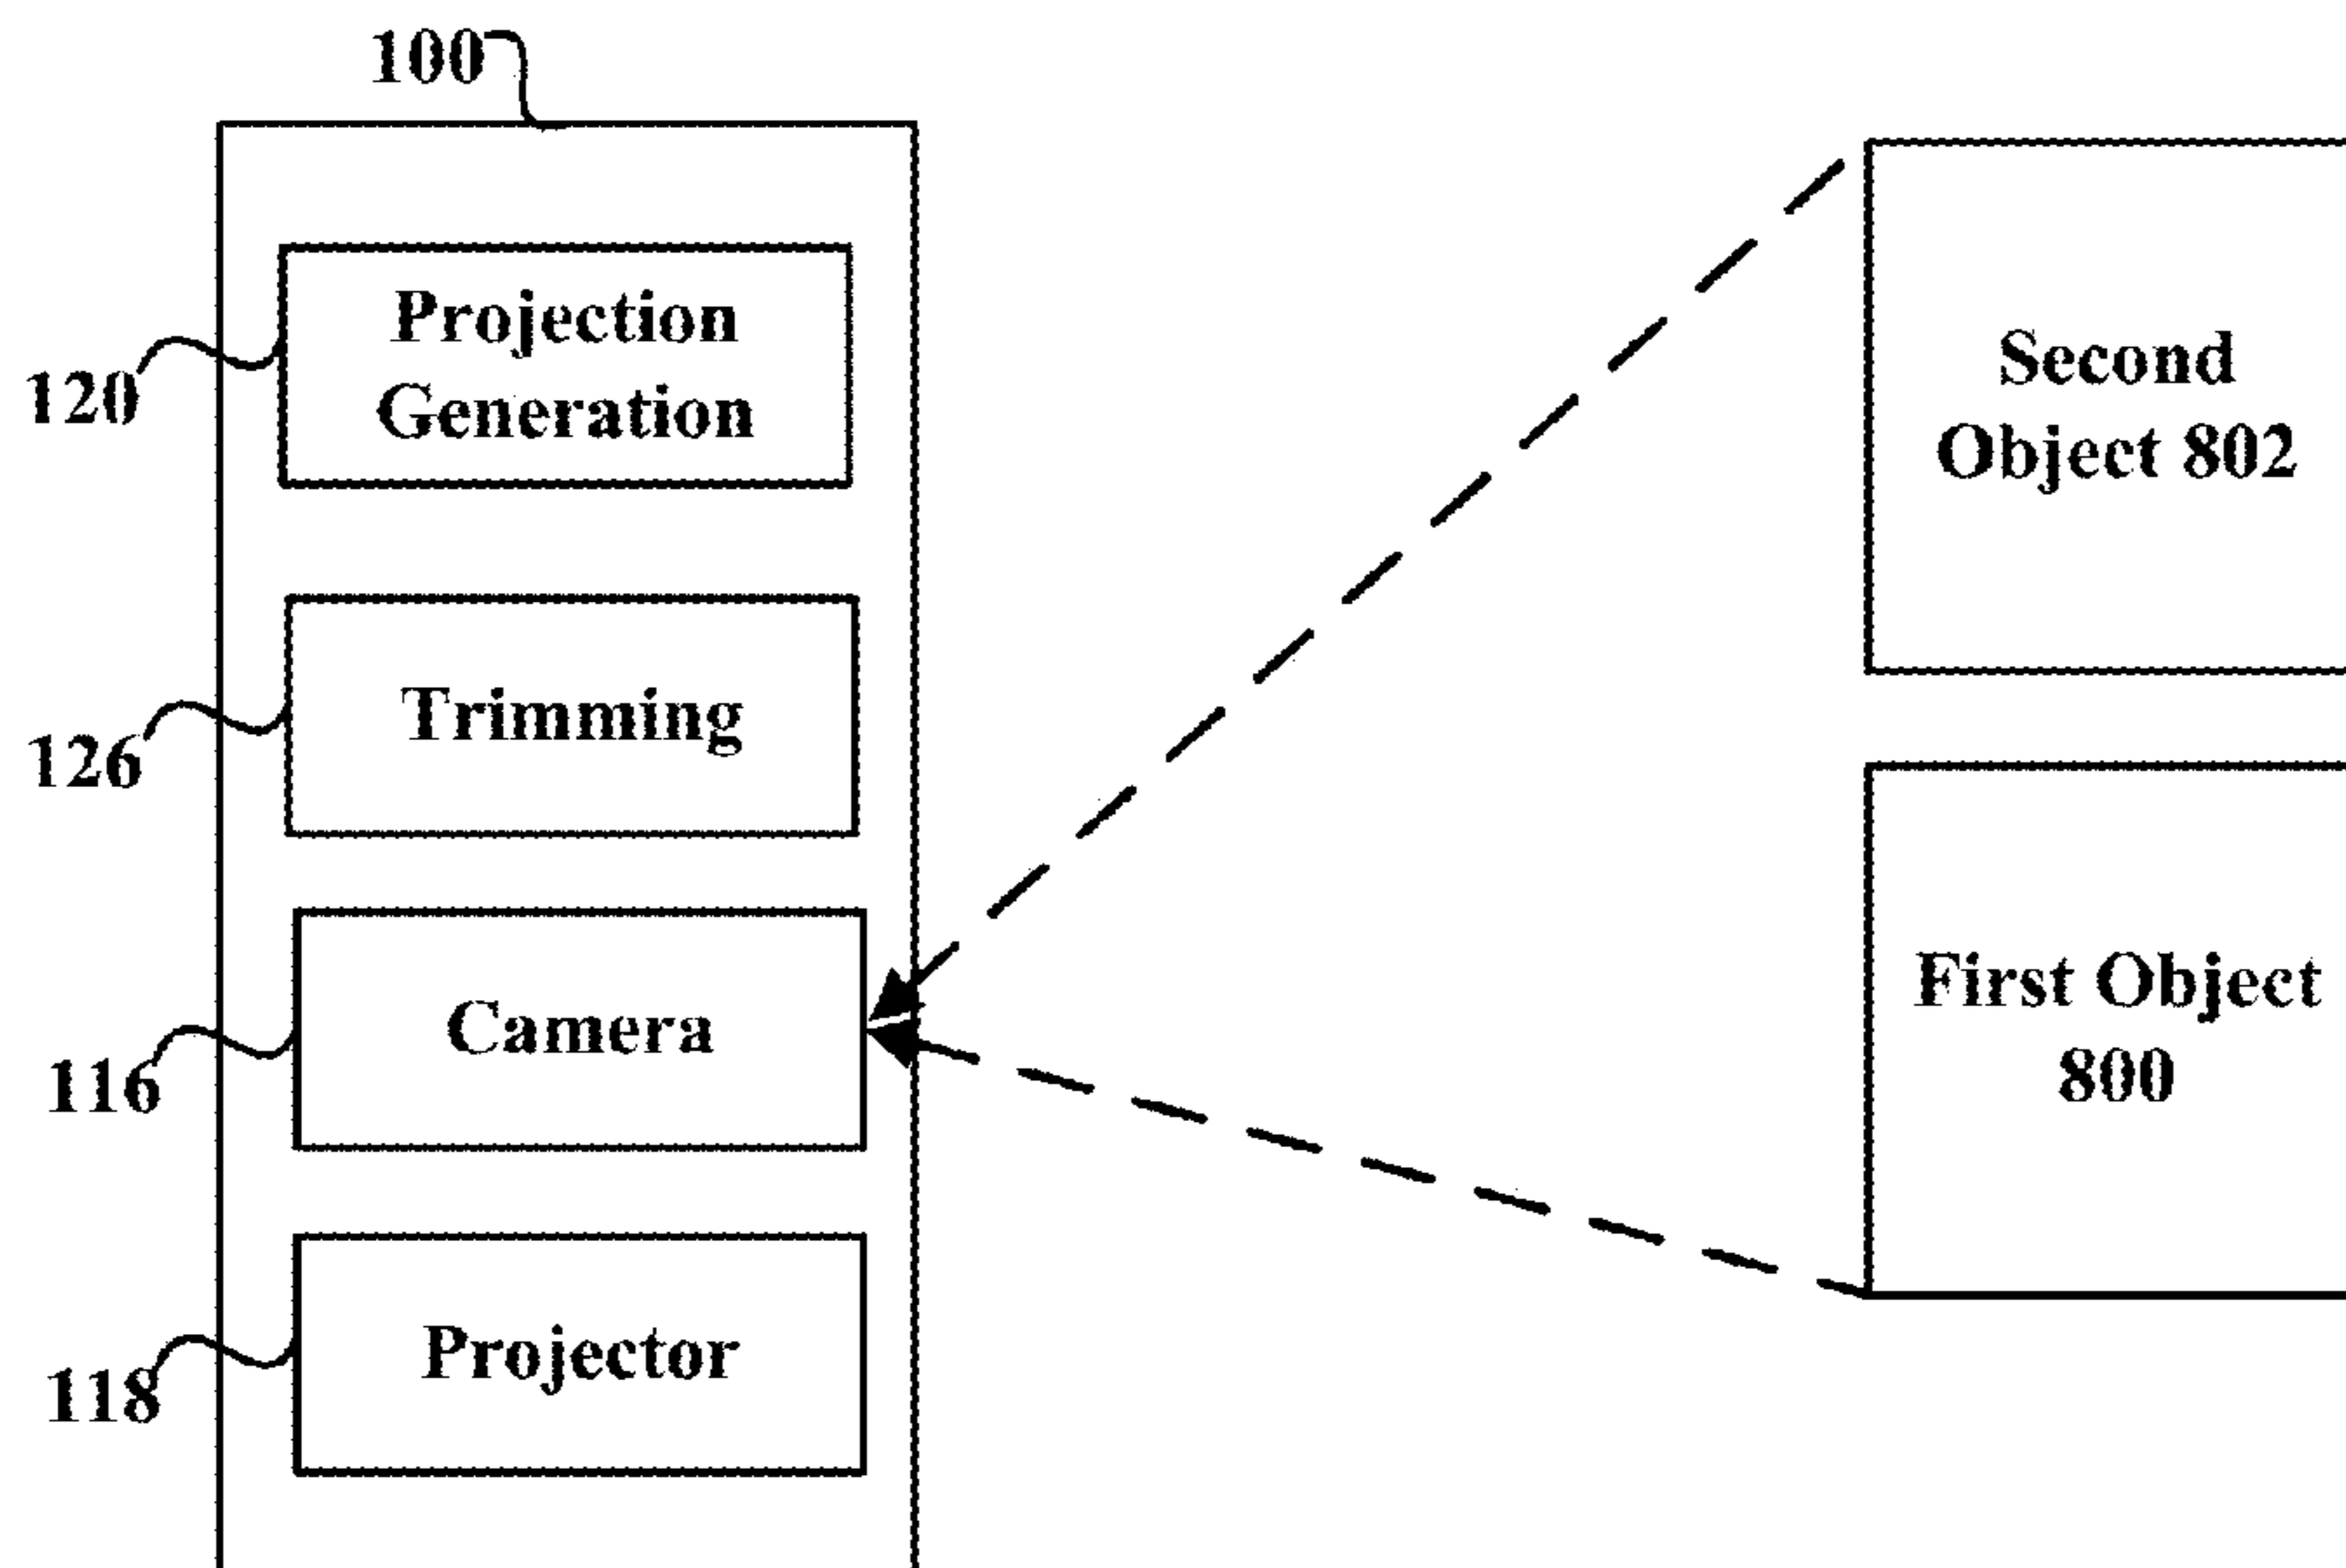 100
Projection
Generation
120
Trimming
126
Camera
116
Projector
118
Second
Object 802
First Object
800